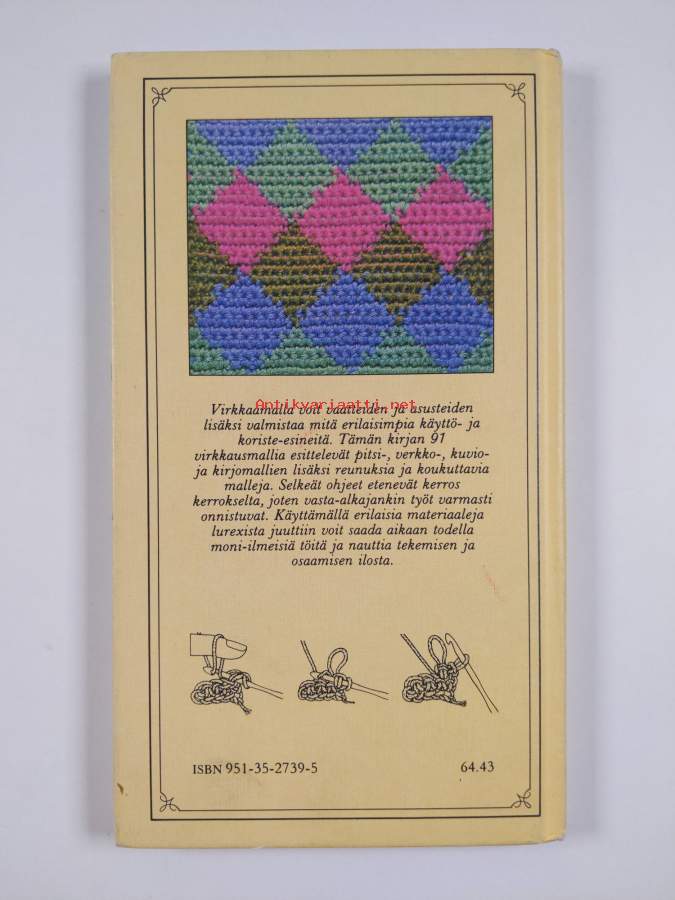 Antikvariaatti.net
Virkkaamalla voit vaatteiden ja asusteiden
lisäksi valmistaa mitä erilaisimpia käyttö- ja
koriste-esineitä. Tämän kirjan 91
virkkausmallia esittelevät pitsi-, verkko-, kuvio-
ja kirjomallien lisäksi reunuksia ja koukuttavia
malleja. Selkeät ohjeet etenevät kerros
kerrokselta, joten vasta-alkajankin työt varmasti
onnistuvat. Käyttämällä erilaisia materiaaleja
lurexista juuttiin voit saada aikaan todella
moni-ilmeisiä töitä ja nauttia tekemisen ja
osaamisen ilosta.
ISBN 951-35-2739-5 64.43